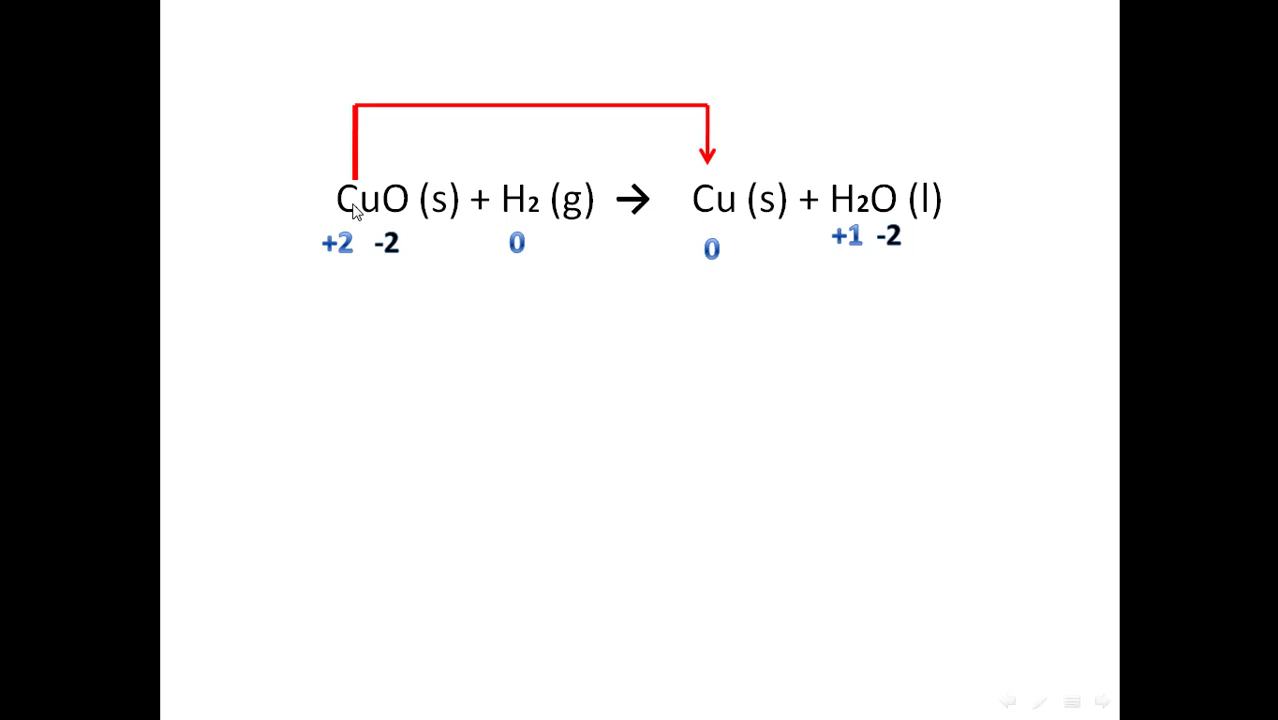 CuO (s) + H₂ (g) → Cu (s) + H₂O (l)
+2 -2 0 0 +1 -2